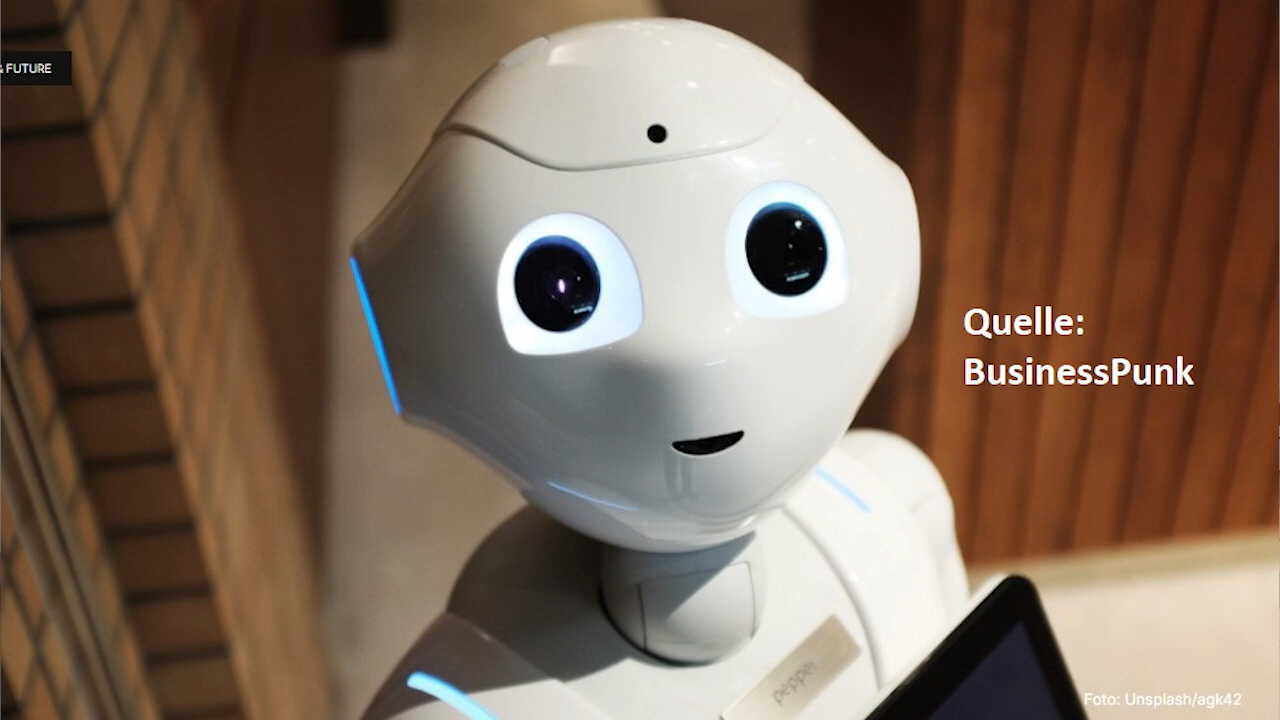 & FUTURE
Quelle:
BusinessPunk
pepper
Foto: Unsplash/agk42